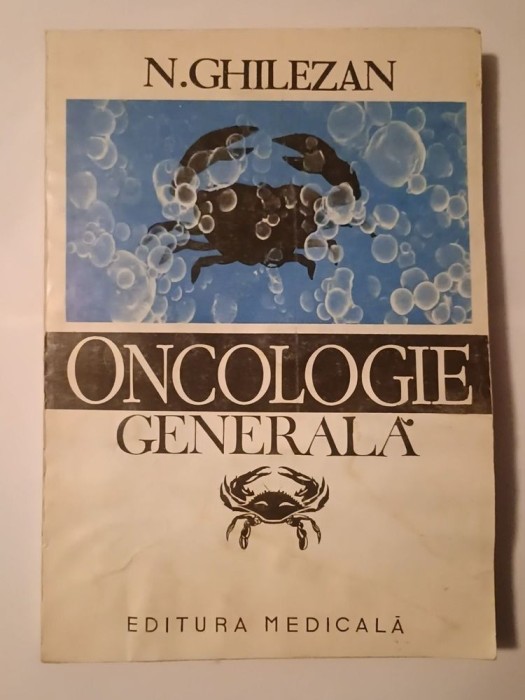 N.GHILEZAN
ONCOLOGIE
GENERALĂ
EDITURA MEDICALĂ